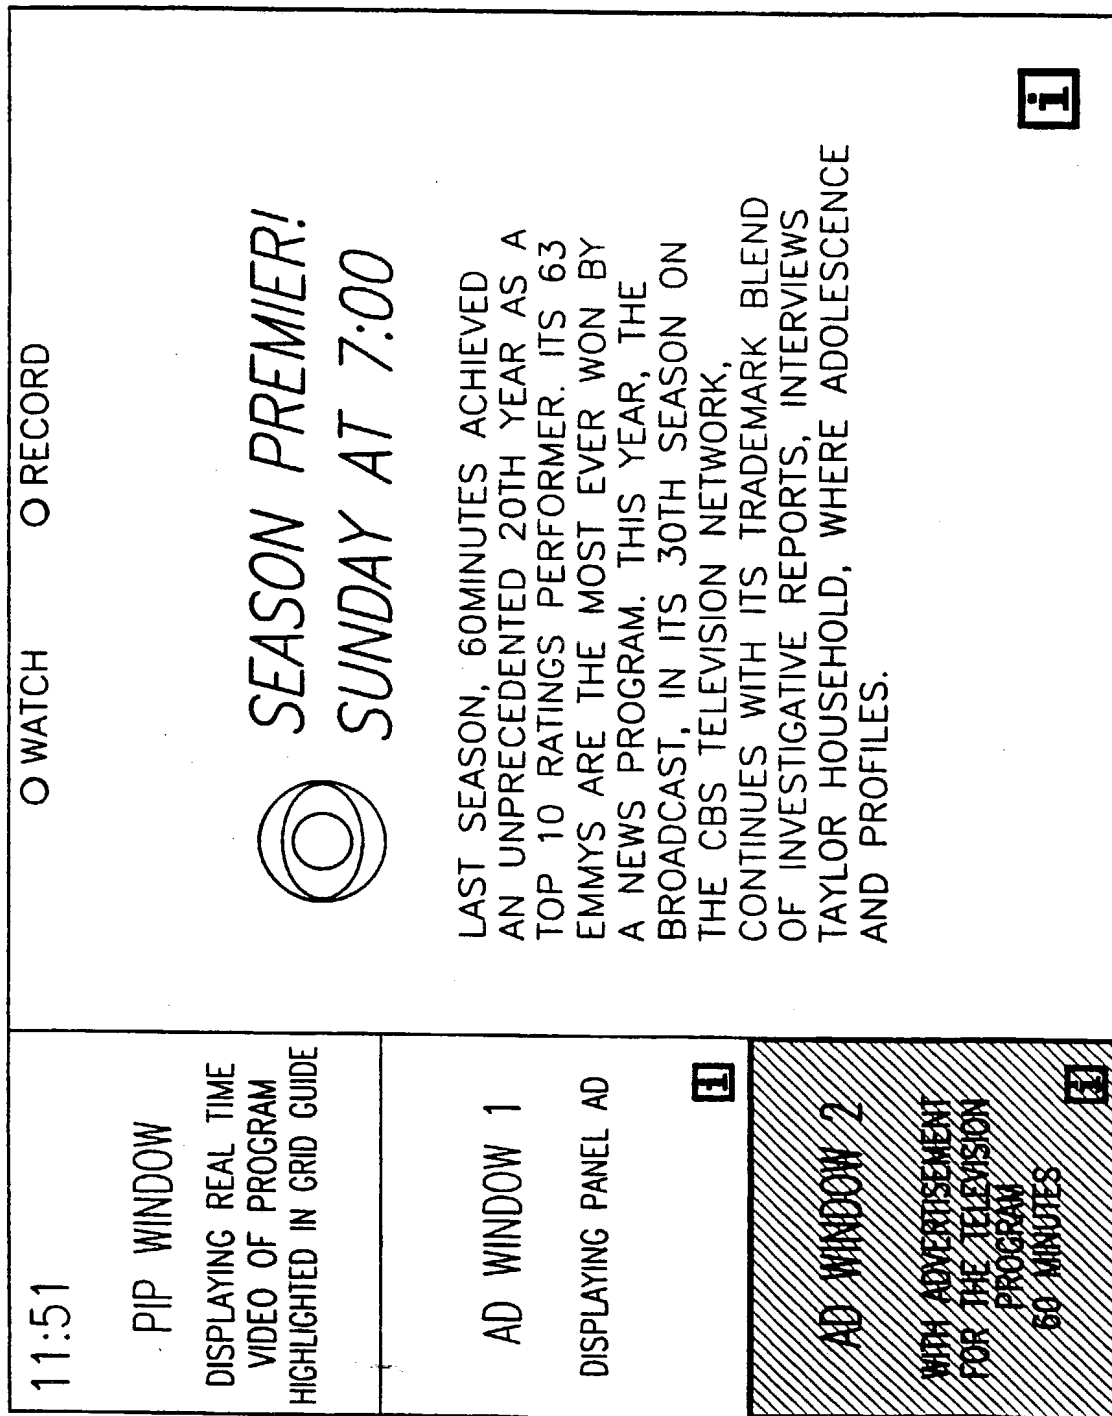 11:51
PIP WINDOW
DISPLAYING REAL TIME
VIDEO OF PROGRAM
HIGHLIGHTED IN GRID GUIDE
AD WINDOW 1
DISPLAYING PANEL AD
i
AD WINDOW 2
WITH ADVERTISEMENT
FOR THE TELEVISION
PROGRAM
60 MINUTES
i
O WATCH O RECORD
SEASON PREMIER!
SUNDAY AT 7:00
LAST SEASON, 60MINUTES ACHIEVED
AN UNPRECEDENTED 20TH YEAR AS A
TOP 10 RATINGS PERFORMER. ITS 63
EMMYS ARE THE MOST EVER WON BY
A NEWS PROGRAM. THIS YEAR, THE
BROADCAST, IN ITS 30TH SEASON ON
THE CBS TELEVISION NETWORK,
CONTINUES WITH ITS TRADEMARK BLEND
OF INVESTIGATIVE REPORTS, INTERVIEWS
TAYLOR HOUSEHOLD, WHERE ADOLESCENCE
AND PROFILES.
i